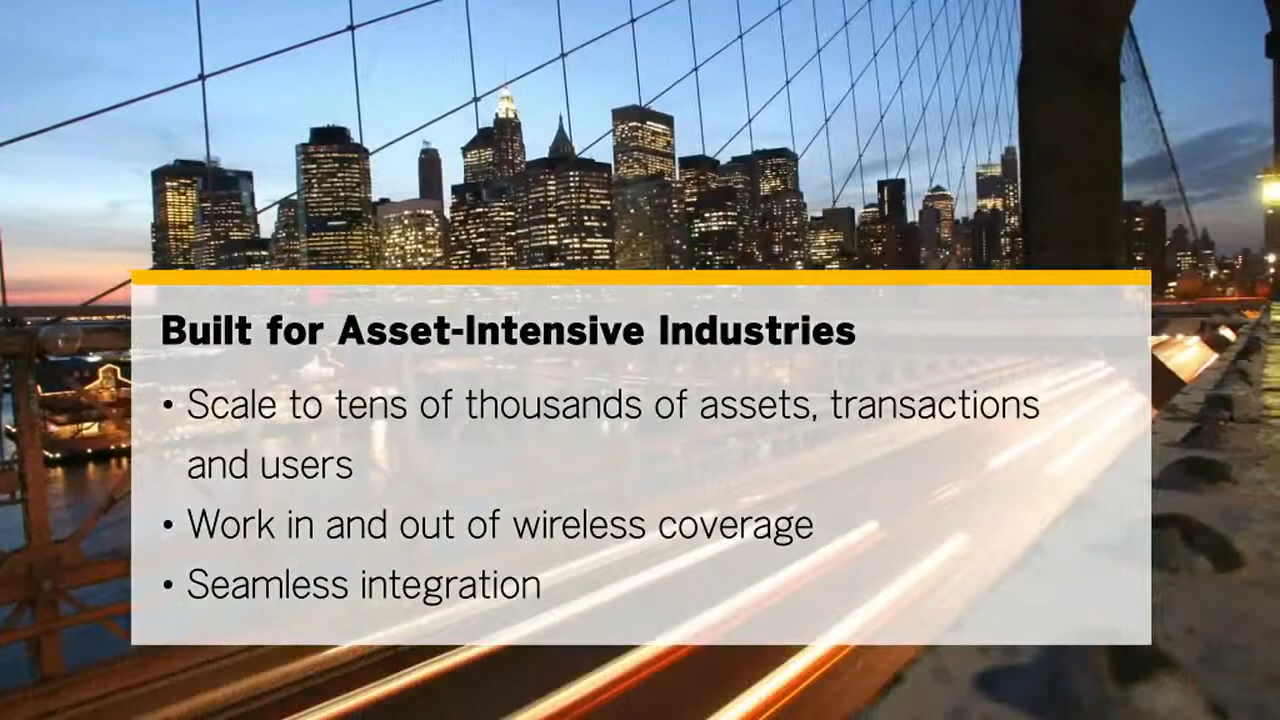 Built for Asset-Intensive Industries
• Scale to tens of thousands of assets, transactions
and users
• Work in and out of wireless coverage
• Seamless integration